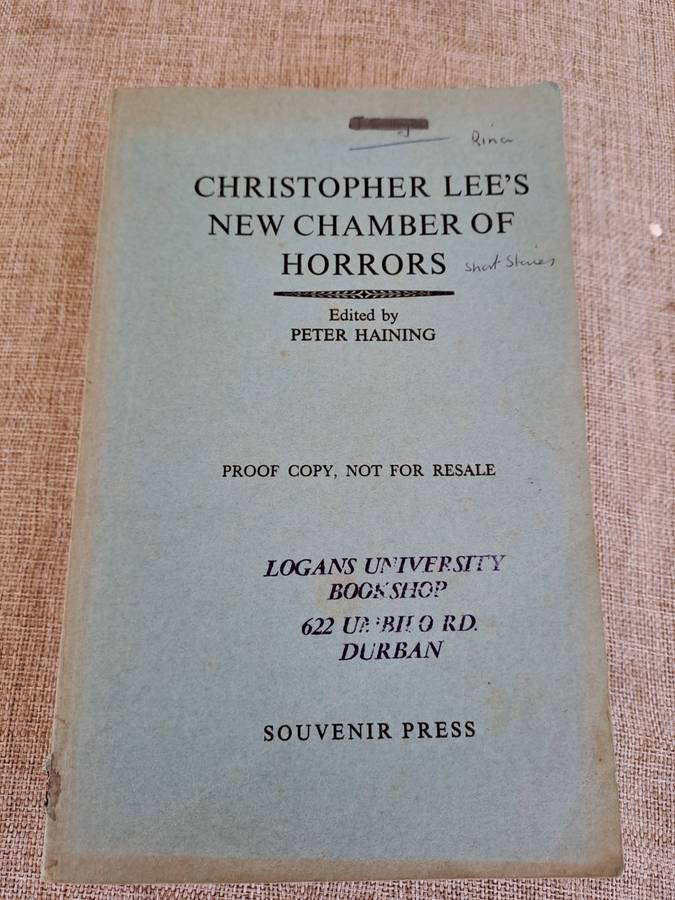 Rina
CHRISTOPHER LEE'S
NEW CHAMBER OF
HORRORS
Short Stories
Edited by
PETER HAINING
PROOF COPY, NOT FOR RESALE
LOGANS UNIVERSITY
BOOKSHOP
622 UMBILO RD.
DURBAN
SOUVENIR PRESS